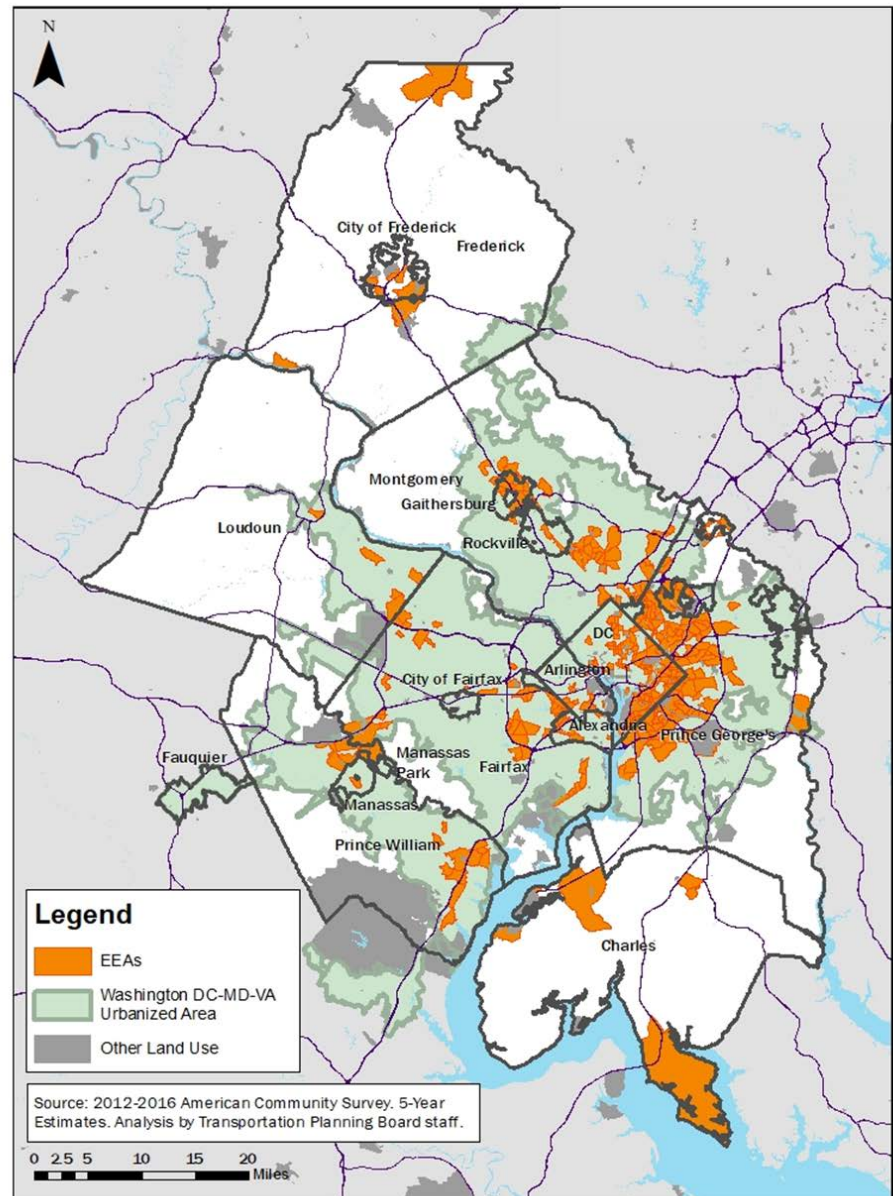 N
City of Frederick
Frederick
Montgomery
Gaithersburg
Loudoun
Rockville
DC
Arlington
City of Fairfax
Alexandria
Prince George's
Fauquier
Manassas
Park
Fairfax
Manassas
Prince William
Charles
Legend
EEAs
Washington DC-MD-VA
Urbanized Area
Other Land Use
Source: 2012-2016 American Community Survey. 5-Year
Estimates. Analysis by Transportation Planning Board staff.
0 2.5 5 10 15 20
Miles